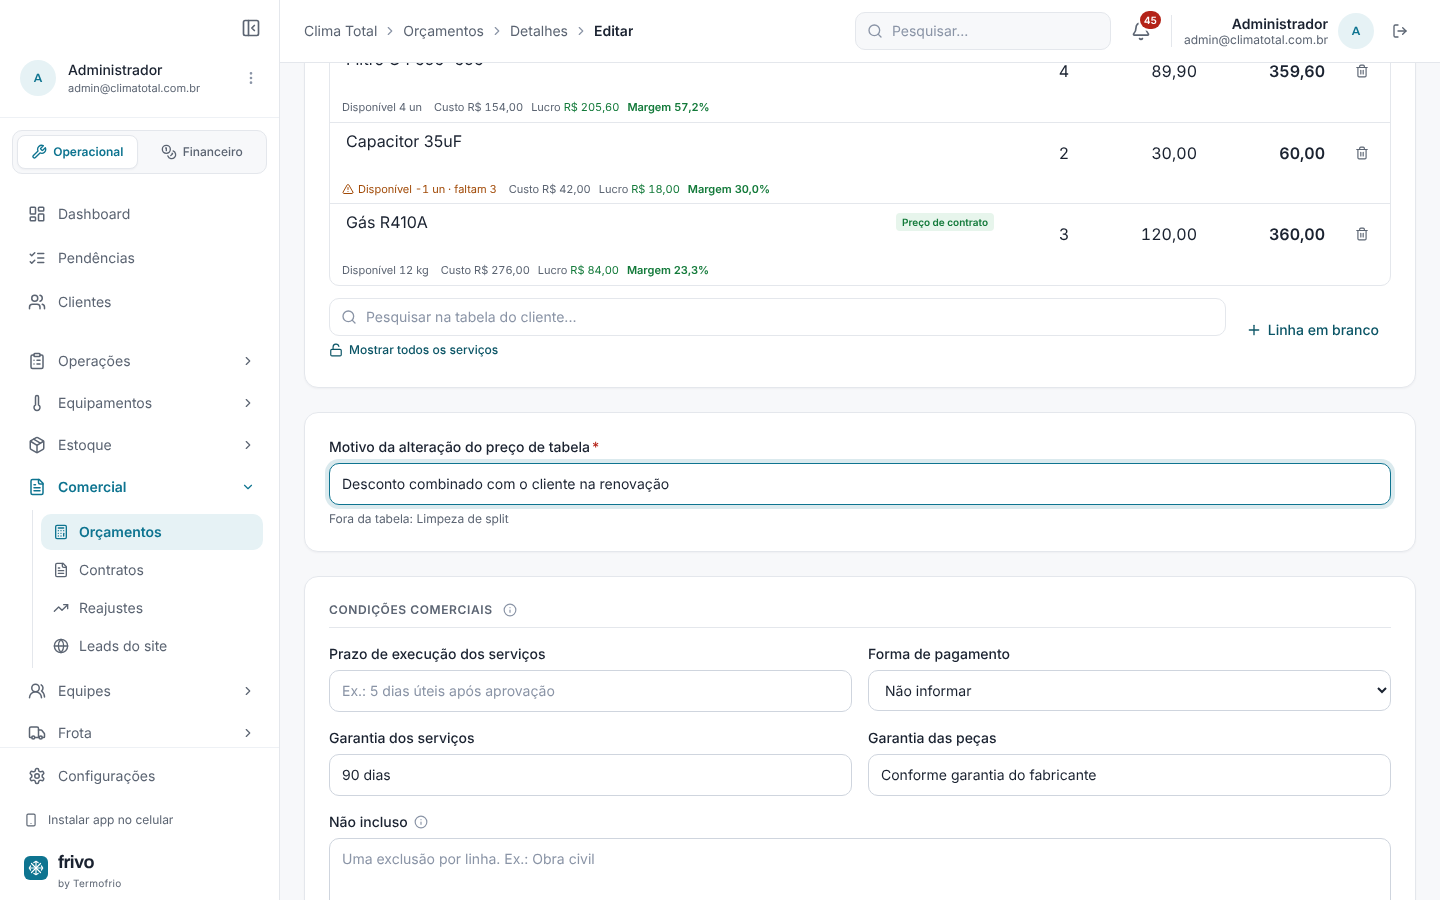 Clima Total > Orçamentos > Detalhes > Editar
Pesquisar...
45
Administrador
admin@climatotal.com.br
A
A
Administrador
admin@climatotal.com.br
Operacional
Financeiro
Dashboard
Pendências
Clientes
Operações
Equipamentos
Estoque
Comercial
Orçamentos
Contratos
Reajustes
Leads do site
Equipes
Frota
Configurações
Instalar app no celular
frivo
by Termofrio
4 89,90 359,60
Disponível 4 un Custo R$ 154,00 Lucro R$ 205,60 Margem 57,2%
Capacitor 35uF
2 30,00 60,00
Disponível -1 un · faltam 3 Custo R$ 42,00 Lucro R$ 18,00 Margem 30,0%
Gás R410A
Preço de contrato
3 120,00 360,00
Disponível 12 kg Custo R$ 276,00 Lucro R$ 84,00 Margem 23,3%
Pesquisar na tabela do cliente...
+ Linha em branco
Mostrar todos os serviços
Motivo da alteração do preço de tabela *
Desconto combinado com o cliente na renovação
Fora da tabela: Limpeza de split
CONDIÇÕES COMERCIAIS
Prazo de execução dos serviços
Ex.: 5 dias úteis após aprovação
Forma de pagamento
Não informar
Garantia dos serviços
90 dias
Garantia das peças
Conforme garantia do fabricante
Não incluso
Uma exclusão por linha. Ex.: Obra civil